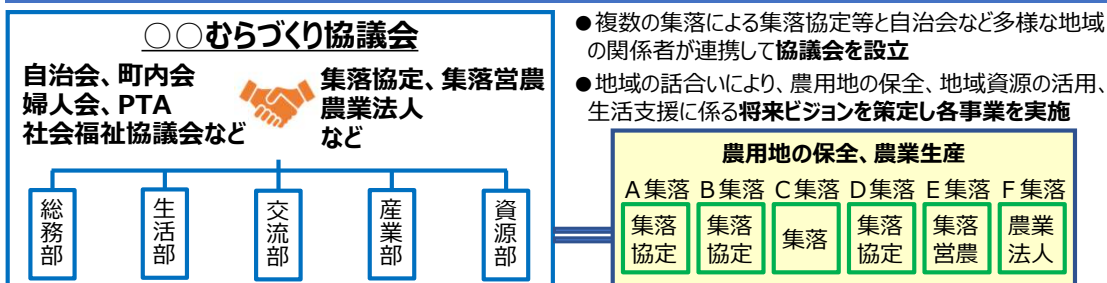 ○○むらづくり協議会
自治会、町内会
婦人会、PTA
社会福祉協議会など
集落協定、集落営農
農業法人
など
総務部
生活部
交流部
産業部
資源部
●複数の集落による集落協定等と自治会など多様な地域
の関係者が連携して協議会を設立
●地域の話合いにより、農用地の保全、地域資源の活用、
生活支援に係る将来ビジョンを策定し各事業を実施
農用地の保全、農業生産
A集落 B集落 C集落 D集落 E集落 F集落
集落
協定
集落
協定
集落
集落
協定
集落
営農
農業
法人